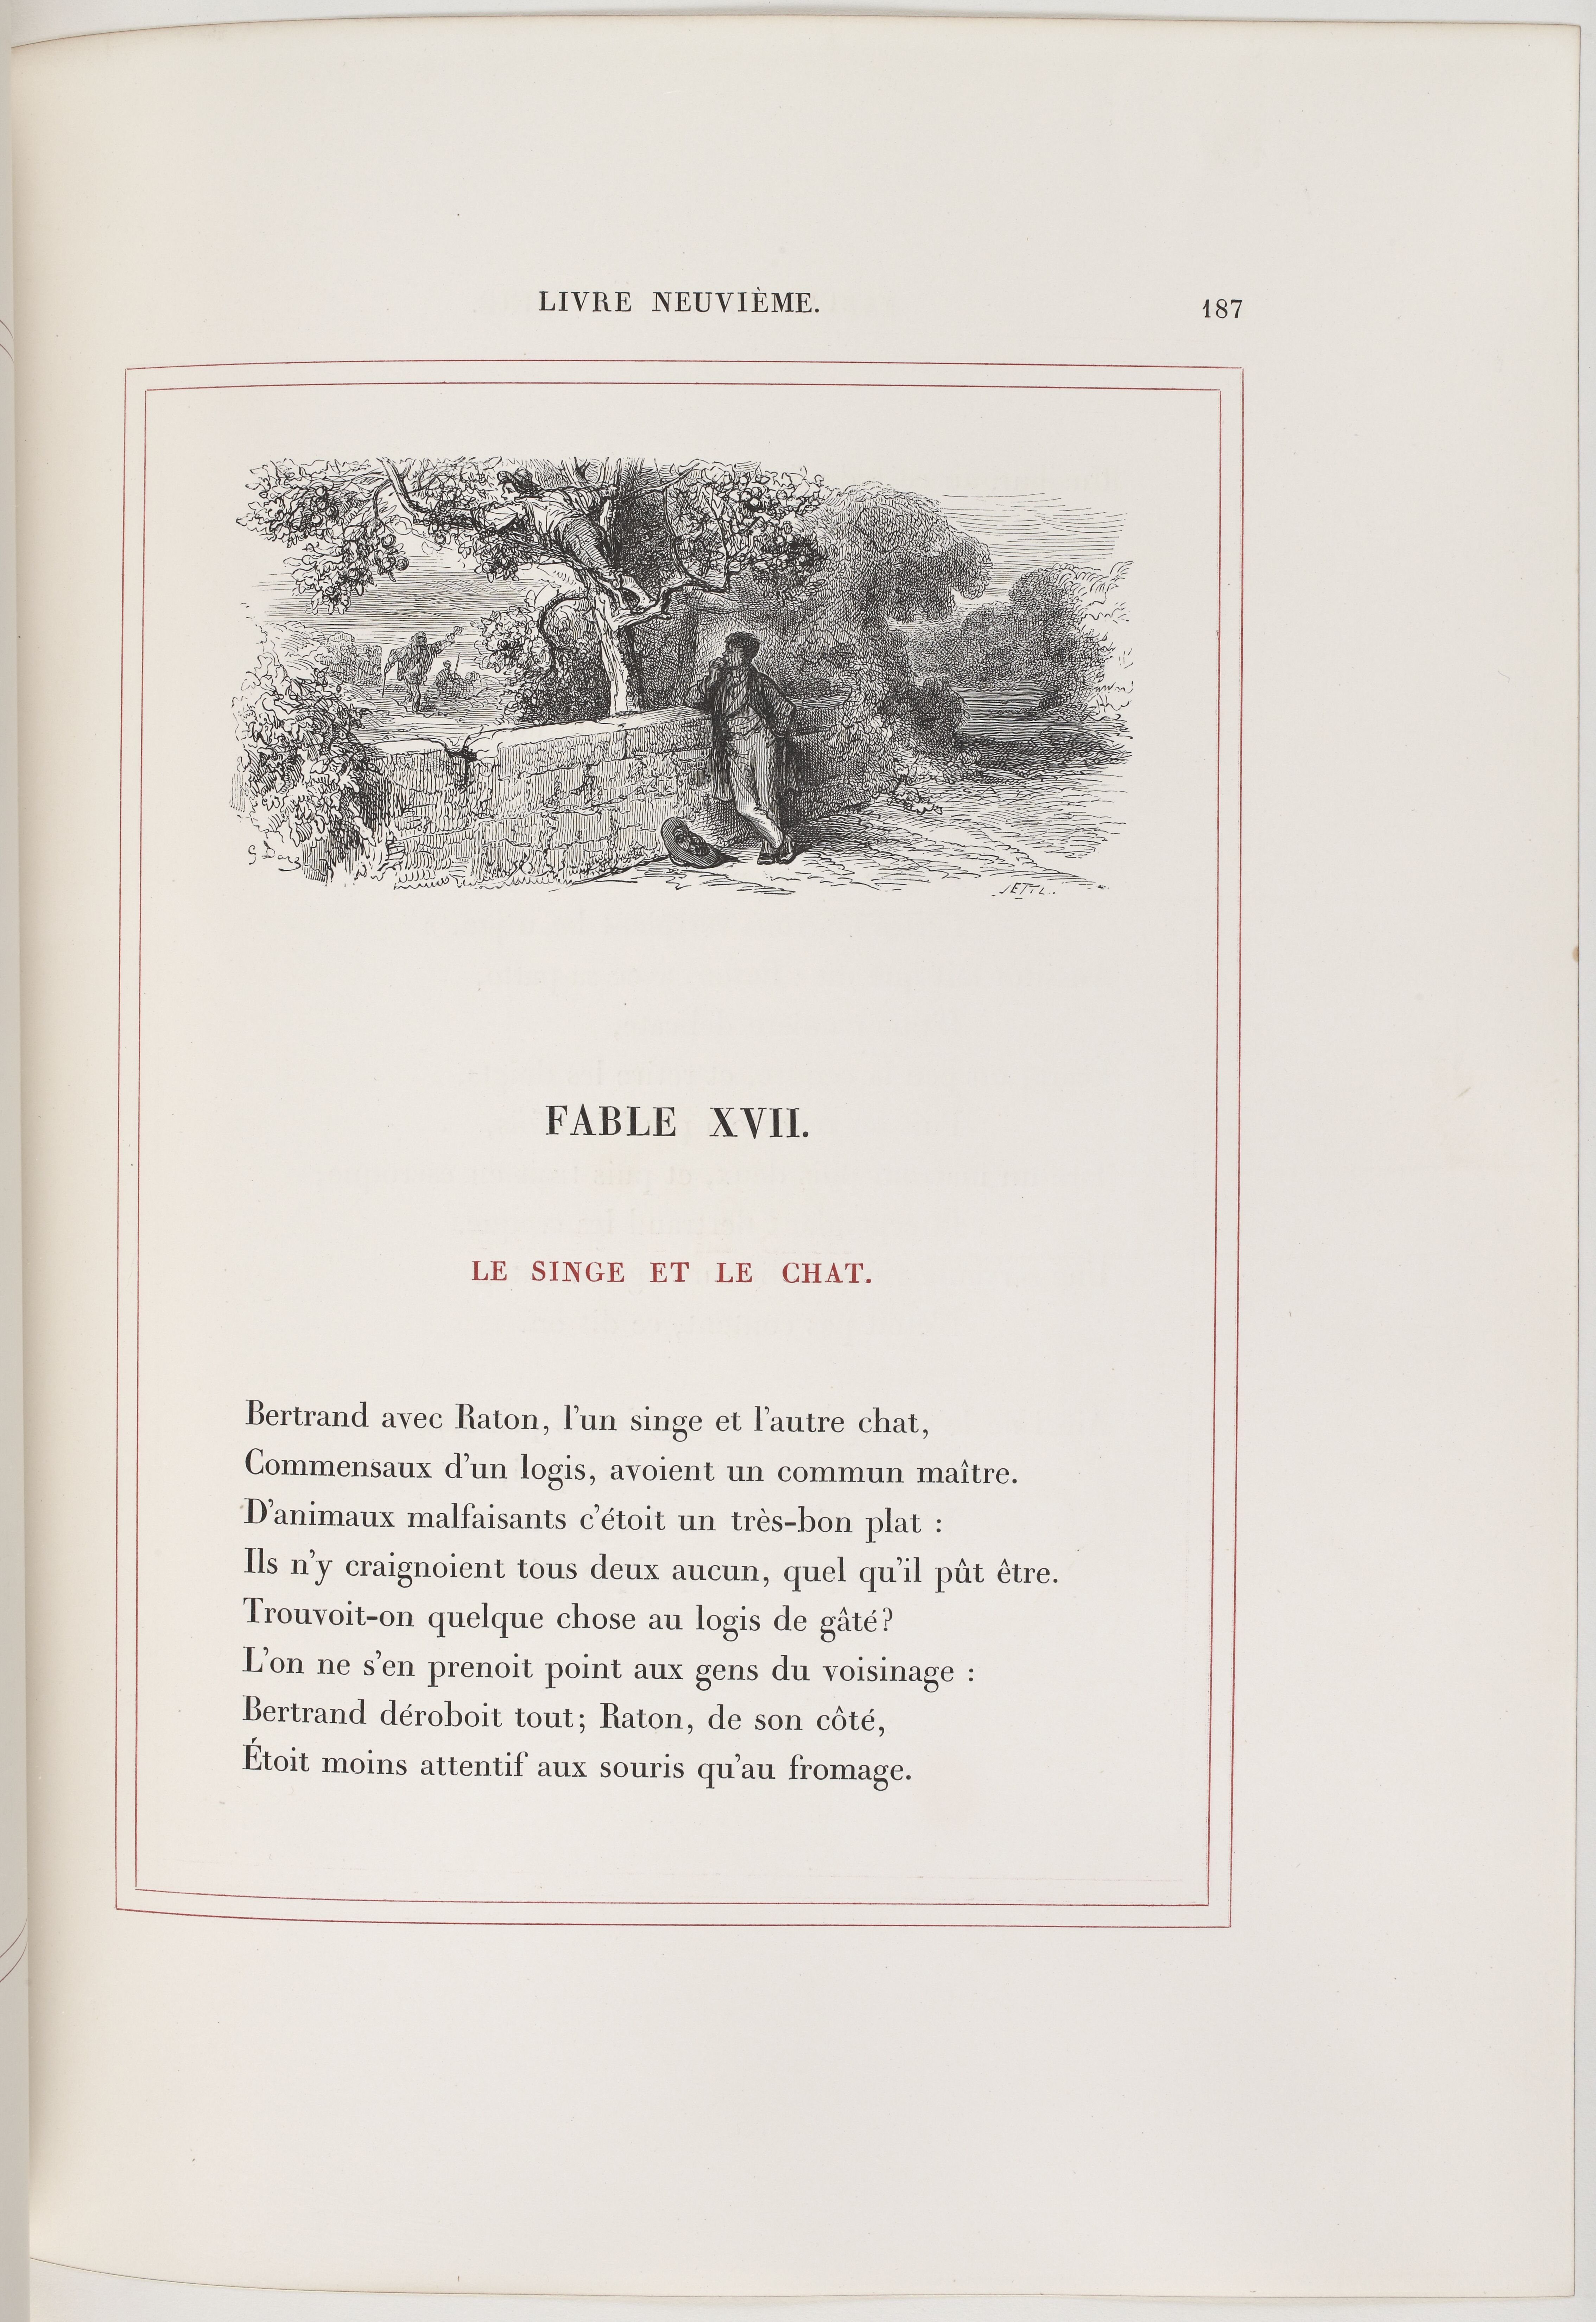 LIVRE NEUVIÈME. 187
G Doré
JETTL.
FABLE XVII.
LE SINGE ET LE CHAT.
Bertrand avec Raton, l'un singe et l'autre chat,
Commensaux d'un logis, avoient un commun maître.
D'animaux malfaisants c'étoit un très-bon plat :
Ils n'y craignoient tous deux aucun, quel qu'il pût être.
Trouvoit-on quelque chose au logis de gâté?
L'on ne s'en prenoit point aux gens du voisinage :
Bertrand déroboit tout; Raton, de son côté,
Étoit moins attentif aux souris qu'au fromage.